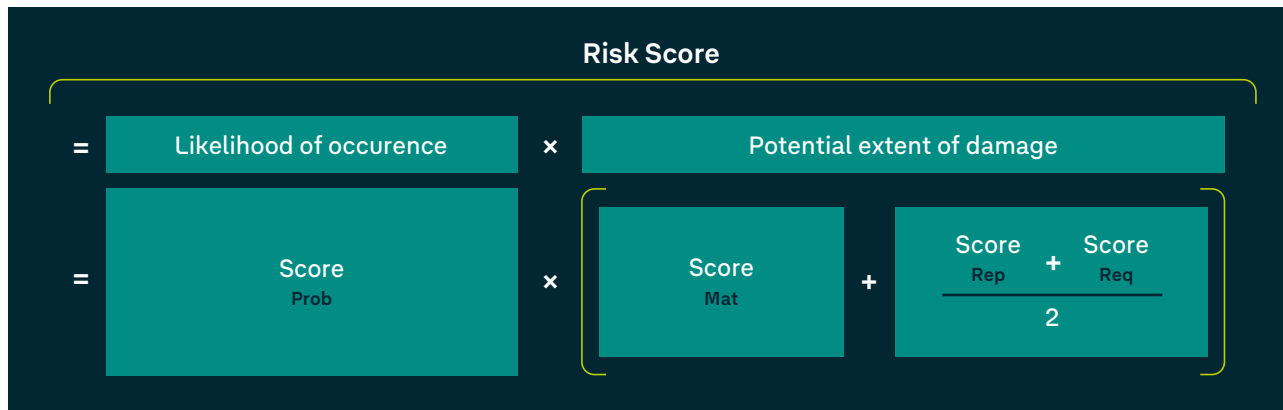 Risk Score
= Likelihood of occurence × Potential extent of damage
= Score Prob × [ Score Mat + Score Rep + Score Req / 2 ]